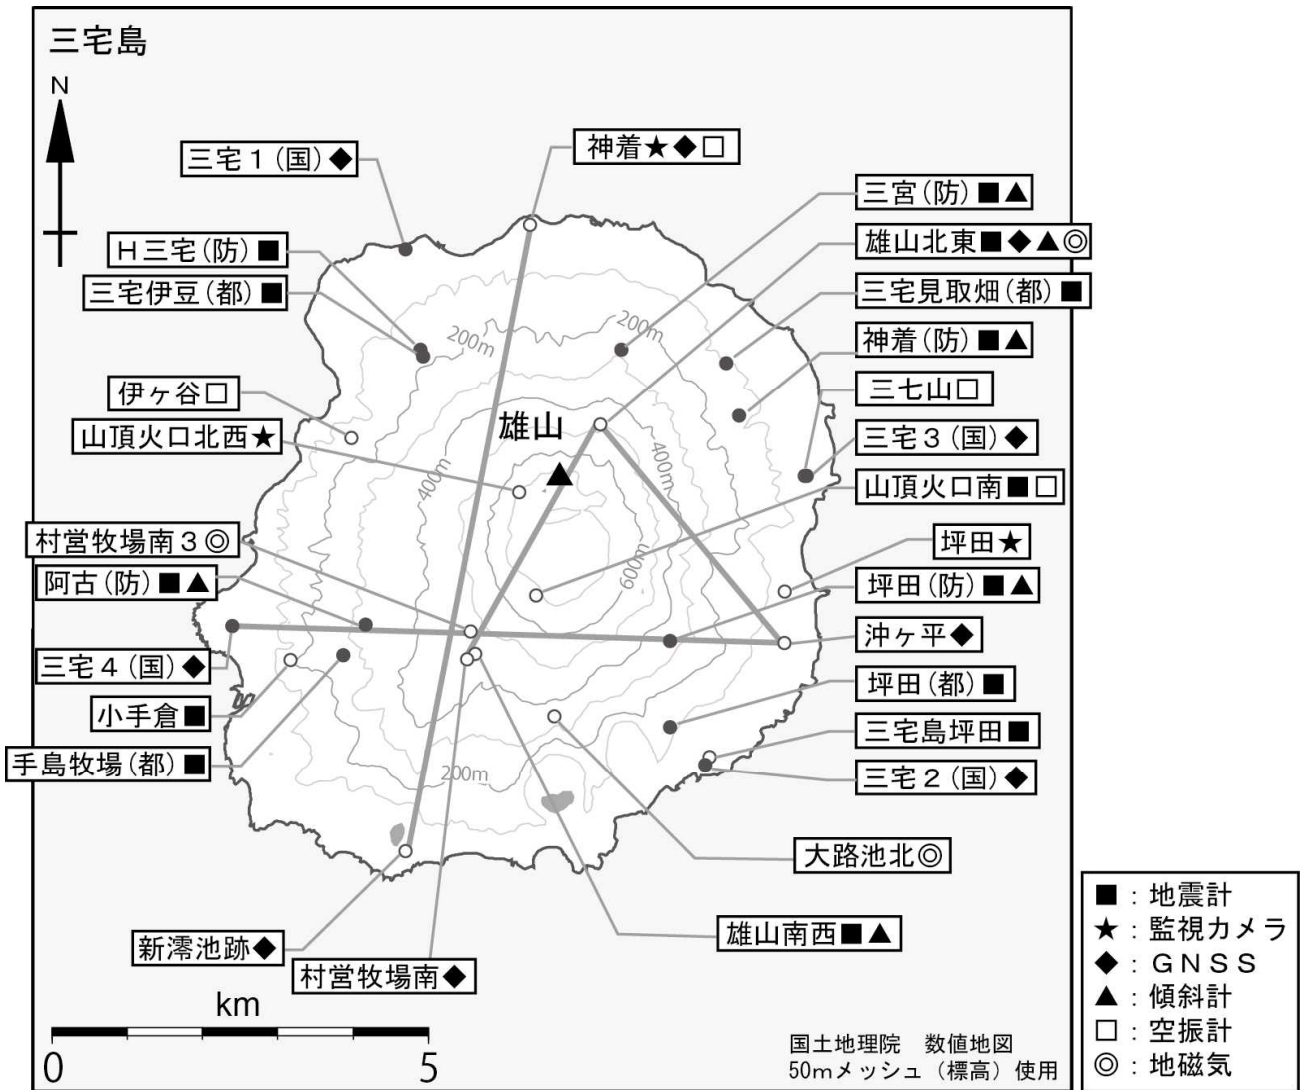 三宅島
N
三宅1(国)◆
神着★◆□
三宮(防)■▲
H三宅(防)■
雄山北東■◆▲◎
三宅伊豆(都)■
三宅見取畑(都)■
200m
200m
神着(防)■▲
伊ヶ谷□
三七山□
山頂火口北西★
雄山
三宅3(国)◆
400m
400m
山頂火口南■□
村営牧場南3◎
坪田★
阿古(防)■▲
600m
坪田(防)■▲
沖ヶ平◆
三宅4(国)◆
坪田(都)■
小手倉■
三宅島坪田■
手島牧場(都)■
200m
三宅2(国)◆
大路池北◎
新澪池跡◆
雄山南西■▲
村営牧場南◆
km
0 5
国土地理院 数値地図
50mメッシュ(標高)使用
■:地震計
★:監視カメラ
◆:GNSS
▲:傾斜計
□:空振計
◎:地磁気